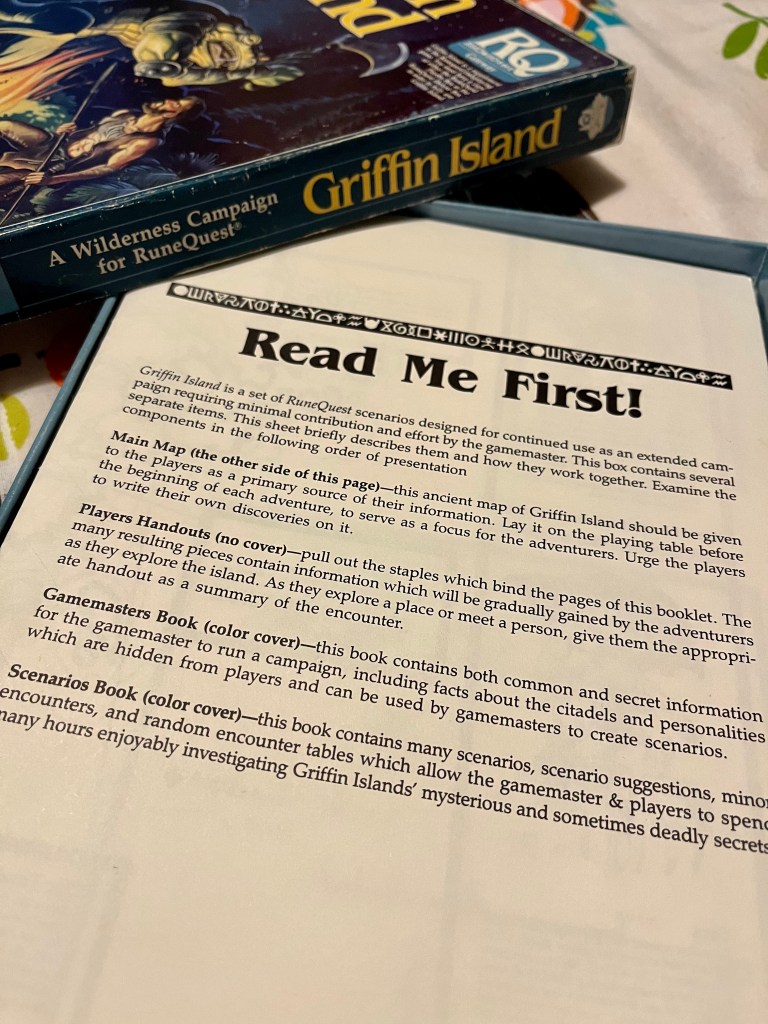 RQ
Griffin Island
A Wilderness Campaign
for RuneQuest®
Read Me First!
Griffin Island is a set of RuneQuest scenarios designed for continued use as an extended cam-
paign requiring minimal contribution and effort by the gamemaster. This box contains several
separate items. This sheet briefly describes them and how they work together. Examine the
components in the following order of presentation
Main Map (the other side of this page)—this ancient map of Griffin Island should be given
to the players as a primary source of their information. Lay it on the playing table before
the beginning of each adventure, to serve as a focus for the adventurers. Urge the players
to write their own discoveries on it.
Players Handouts (no cover)—pull out the staples which bind the pages of this booklet. The
many resulting pieces contain information which will be gradually gained by the adventurers
as they explore the island. As they explore a place or meet a person, give them the appropri-
ate handout as a summary of the encounter.
Gamemasters Book (color cover)—this book contains both common and secret information
for the gamemaster to run a campaign, including facts about the citadels and personalities
which are hidden from players and can be used by gamemasters to create scenarios.
Scenarios Book (color cover)—this book contains many scenarios, scenario suggestions, minor
encounters, and random encounter tables which allow the gamemaster & players to spend
many hours enjoyably investigating Griffin Islands' mysterious and sometimes deadly secrets